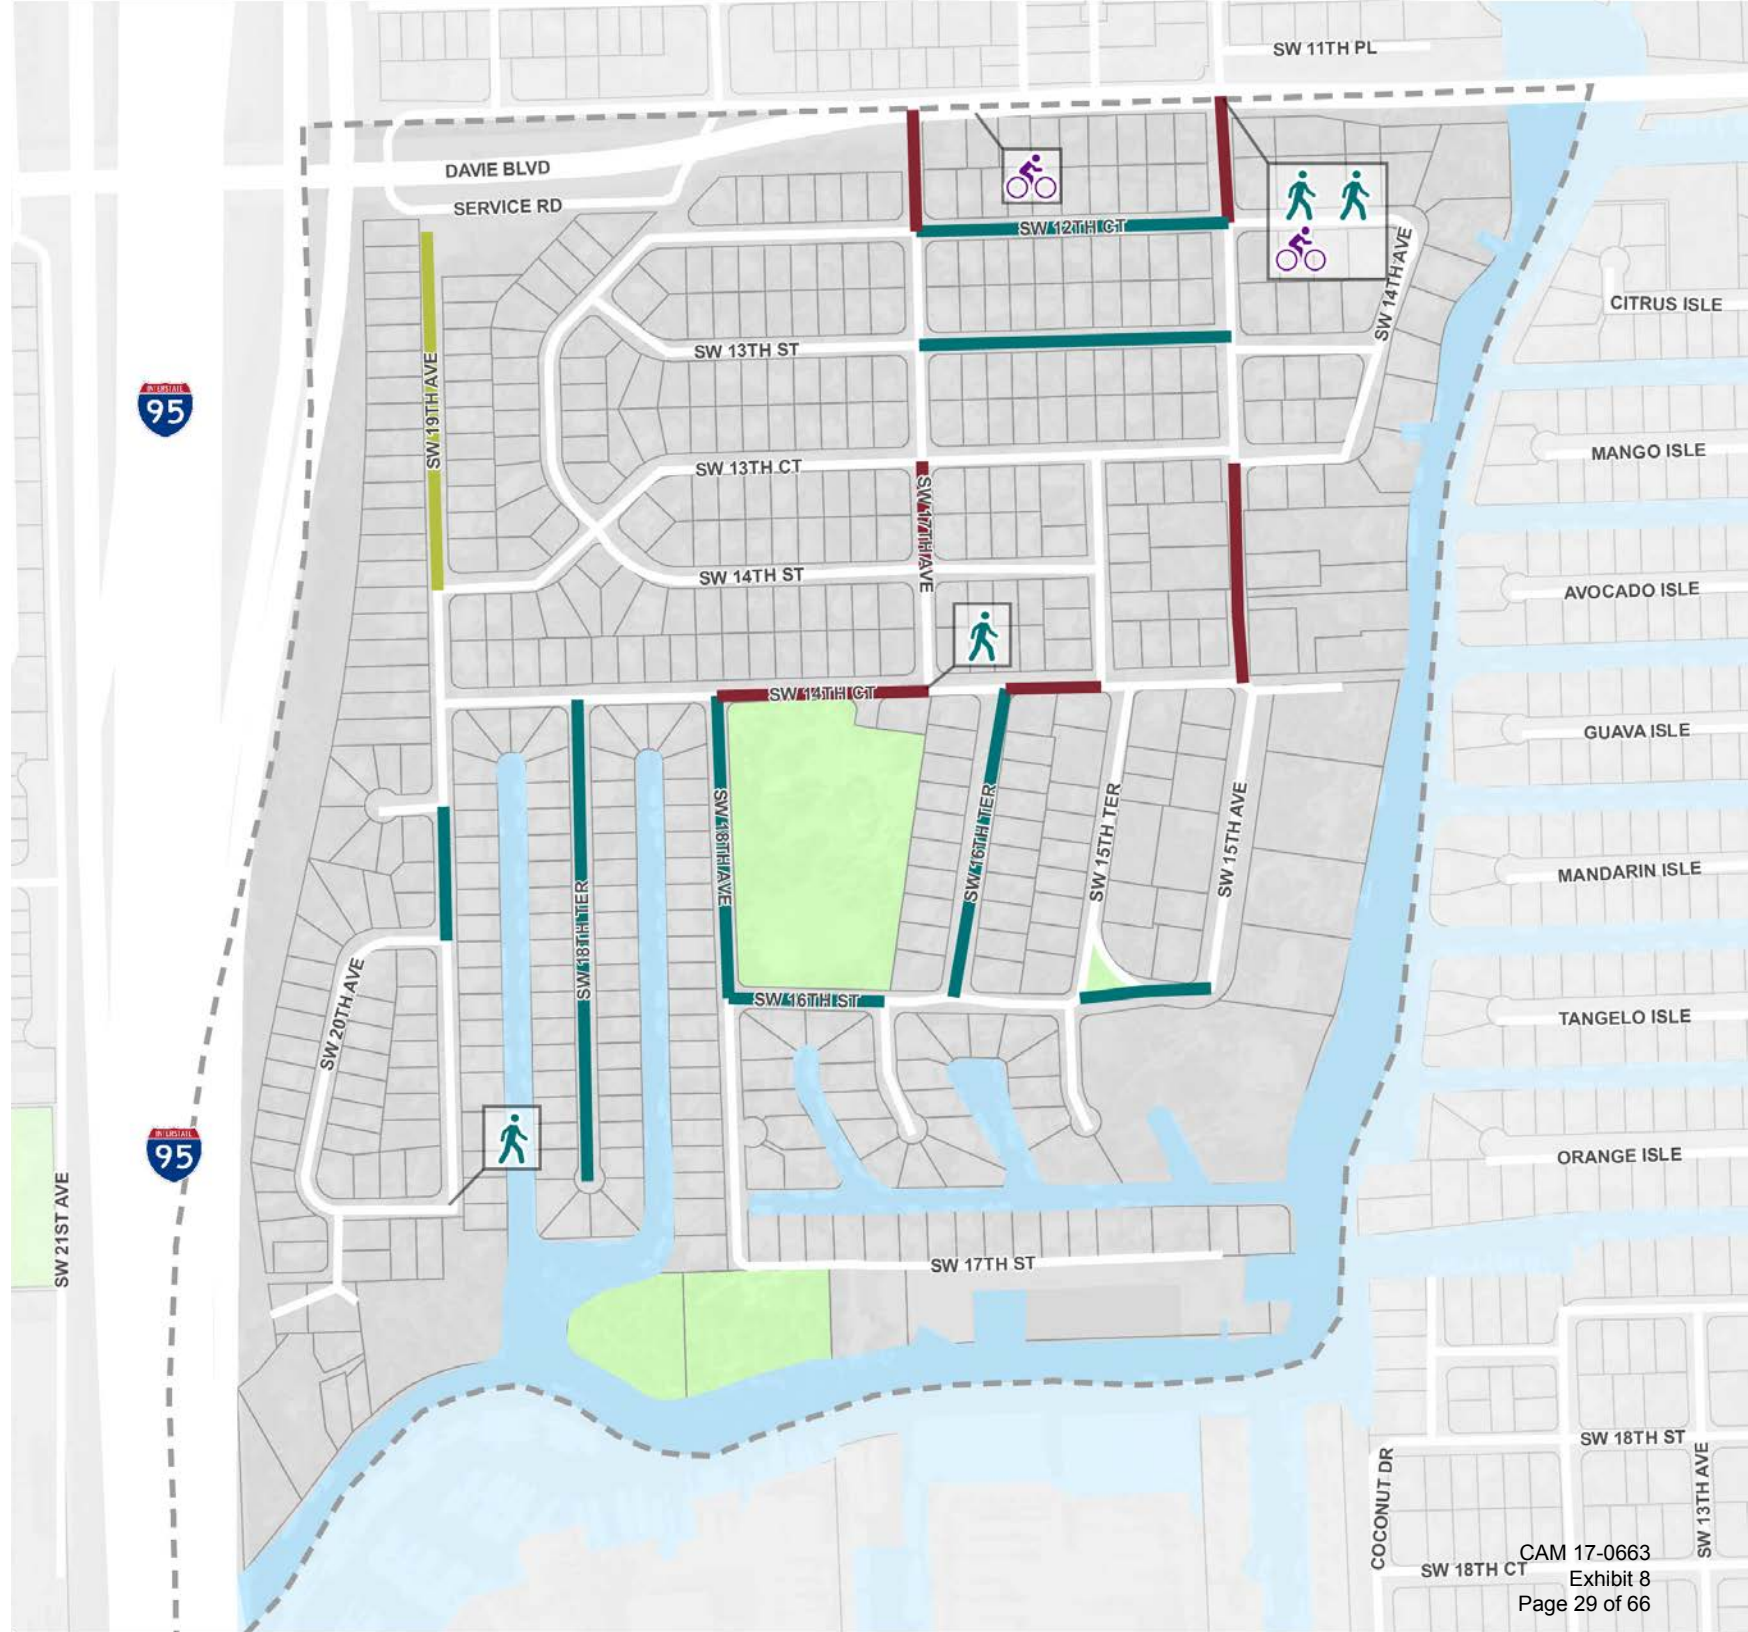 SW 11TH PL
DAVIE BLVD
SERVICE RD
SW 12TH CT
SW 14TH AVE
CITRUS ISLE
SW 13TH ST
SW 19TH AVE
INTERSTATE
95
MANGO ISLE
SW 13TH CT
SW 17TH AVE
SW 14TH ST
AVOCADO ISLE
SW 14TH CT
GUAVA ISLE
SW 18TH AVE
SW 16TH TER
SW 15TH TER
SW 15TH AVE
MANDARIN ISLE
SW 18TH TER
SW 20TH AVE
SW 16TH ST
TANGELO ISLE
INTERSTATE
95
ORANGE ISLE
SW 21ST AVE
SW 17TH ST
SW 18TH ST
COCONUT DR
SW 13TH AVE
SW 18TH CT
CAM 17-0663
Exhibit 8
Page 29 of 66